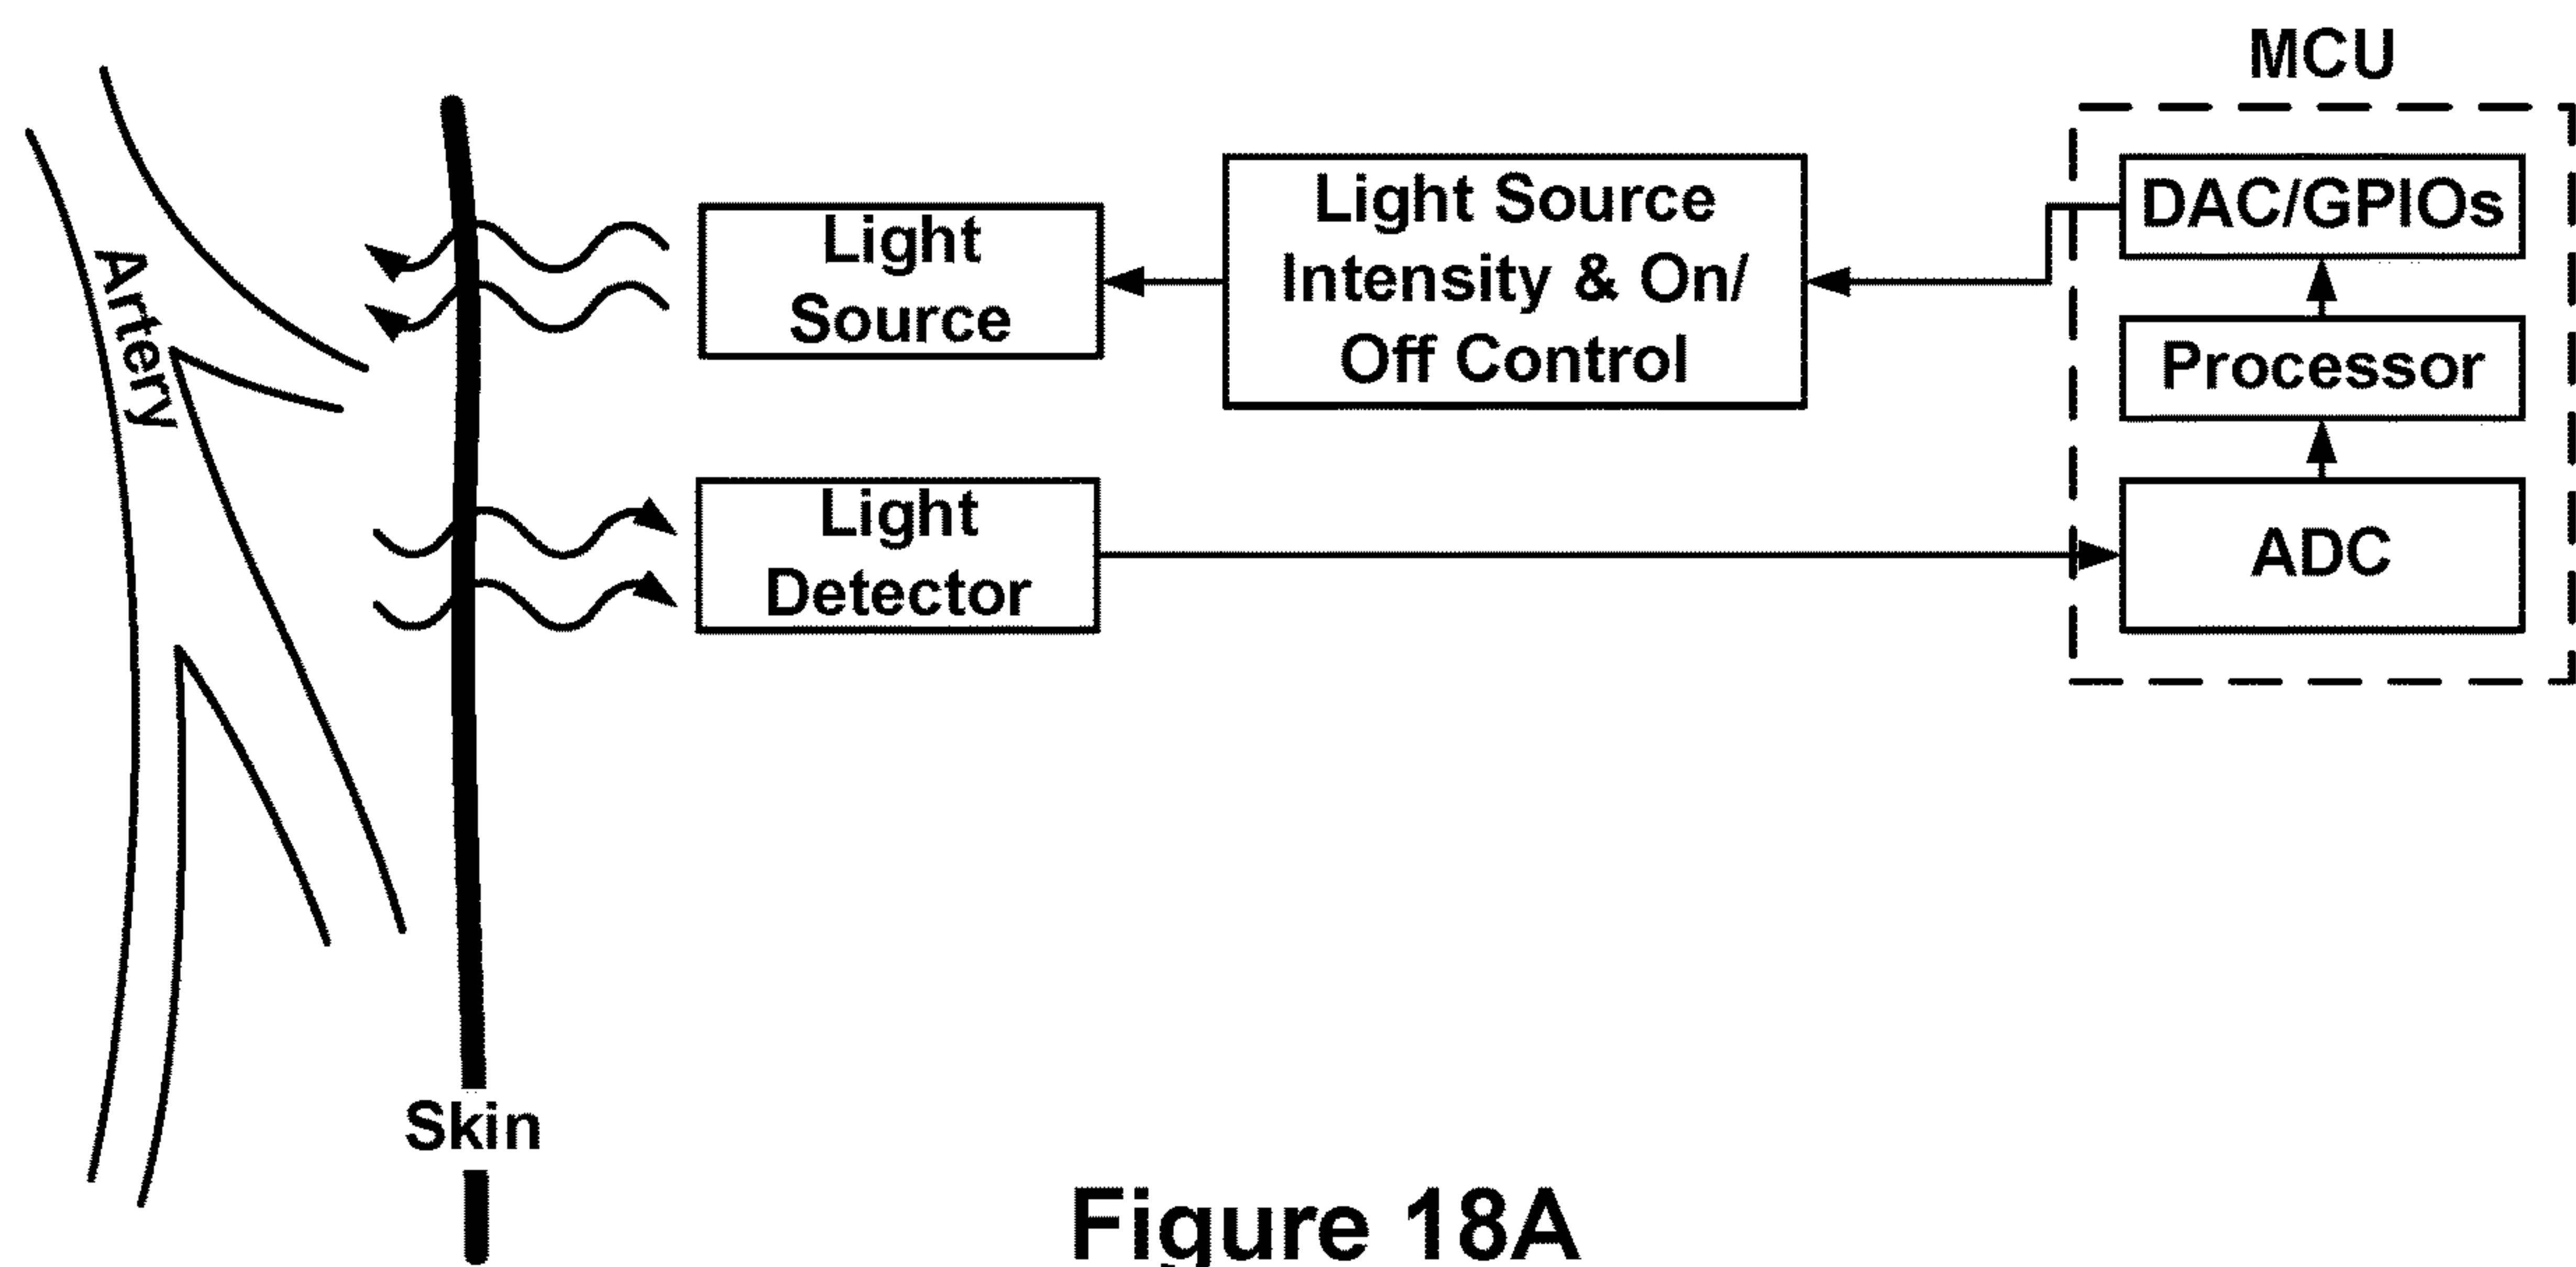 MCU
Light Source
Intensity & On/
Off Control
DAC/GPIOs
Light
Source
Artery
Processor
Light
Detector
ADC
Skin
Figure 18A